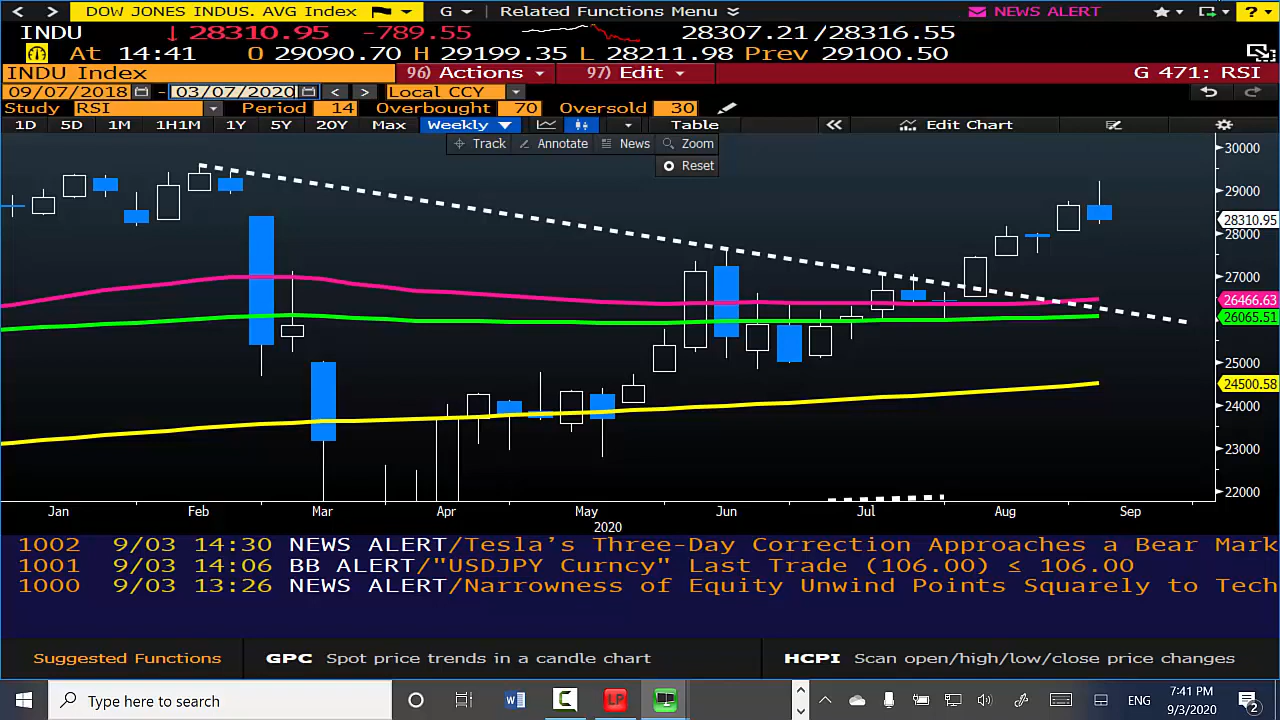 DOW JONES INDUS. AVG Index G Related Functions Menu NEWS ALERT ?
INDU 28310.95 -789.55 28307.21/28316.55
At 14:41 O 29090.70 H 29199.35 L 28211.98 Prev 29100.50
INDU Index 96) Actions 97) Edit G 471: RSI
09/07/2018 - 03/07/2020 < > Local CCY
Study RSI Period 14 Overbought 70 Oversold 30
1D 5D 1M 1H1M 1Y 5Y 20Y Max Weekly Table Edit Chart
Track Annotate News Zoom
Reset
30000
29000
28310.95
28000
27000
26466.63
26065.51
25000
24500.58
24000
23000
22000
Jan Feb Mar Apr May Jun Jul Aug Sep
2020
1002 9/03 14:30 NEWS ALERT/Tesla's Three-Day Correction Approaches a Bear Mark
1001 9/03 14:06 BB ALERT/"USDJPY Curncy" Last Trade (106.00) ≤ 106.00
1000 9/03 13:26 NEWS ALERT/Narrowness of Equity Unwind Points Squarely to Tech
Suggested Functions GPC Spot price trends in a candle chart HCPI Scan open/high/low/close price changes
Type here to search W LP ENG 7:41 PM
9/3/2020 2